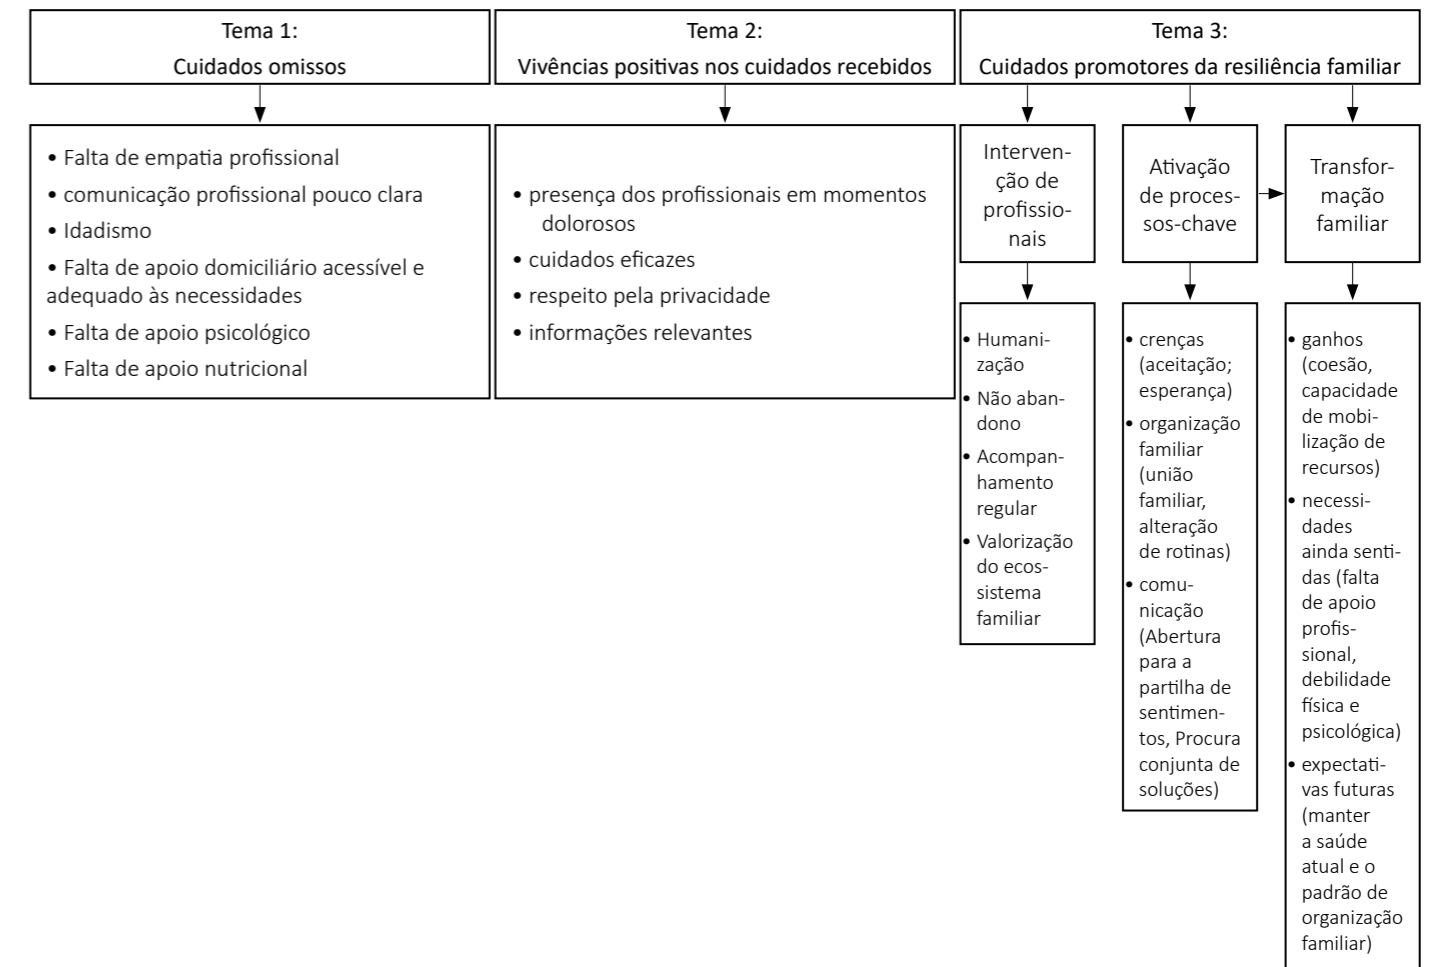 Tema 1:
Cuidados omissos
Tema 2:
Vivências positivas nos cuidados recebidos
Tema 3:
Cuidados promotores da resiliência familiar
• Falta de empatia profissional
• comunicação profissional pouco clara
• Idadismo
• Falta de apoio domiciliário acessível e
adequado às necessidades
• Falta de apoio psicológico
• Falta de apoio nutricional
• presença dos profissionais em momentos
dolorosos
• cuidados eficazes
• respeito pela privacidade
• informações relevantes
Interven-
ção de
profissio-
nais
Ativação
de proces-
sos-chave
Transfor-
mação
familiar
• Humani-
zação
• Não aban-
dono
• Acompan-
hamento
regular
• Valorização
do ecos-
sistema
familiar
• crenças
(aceitação;
esperança)
• organização
familiar
(união
familiar,
alteração
de rotinas)
• comu-
nicação
(Abertura
para a
partilha de
sentimen-
tos, Procura
conjunta de
soluções)
• ganhos
(coesão,
capacidade
de mobi-
lização de
recursos)
• necessi-
dades
ainda senti-
das (falta
de apoio
profis-
sional,
debilidade
física e
psicológica)
• expectati-
vas futuras
(manter
a saúde
atual e o
padrão de
organização
familiar)